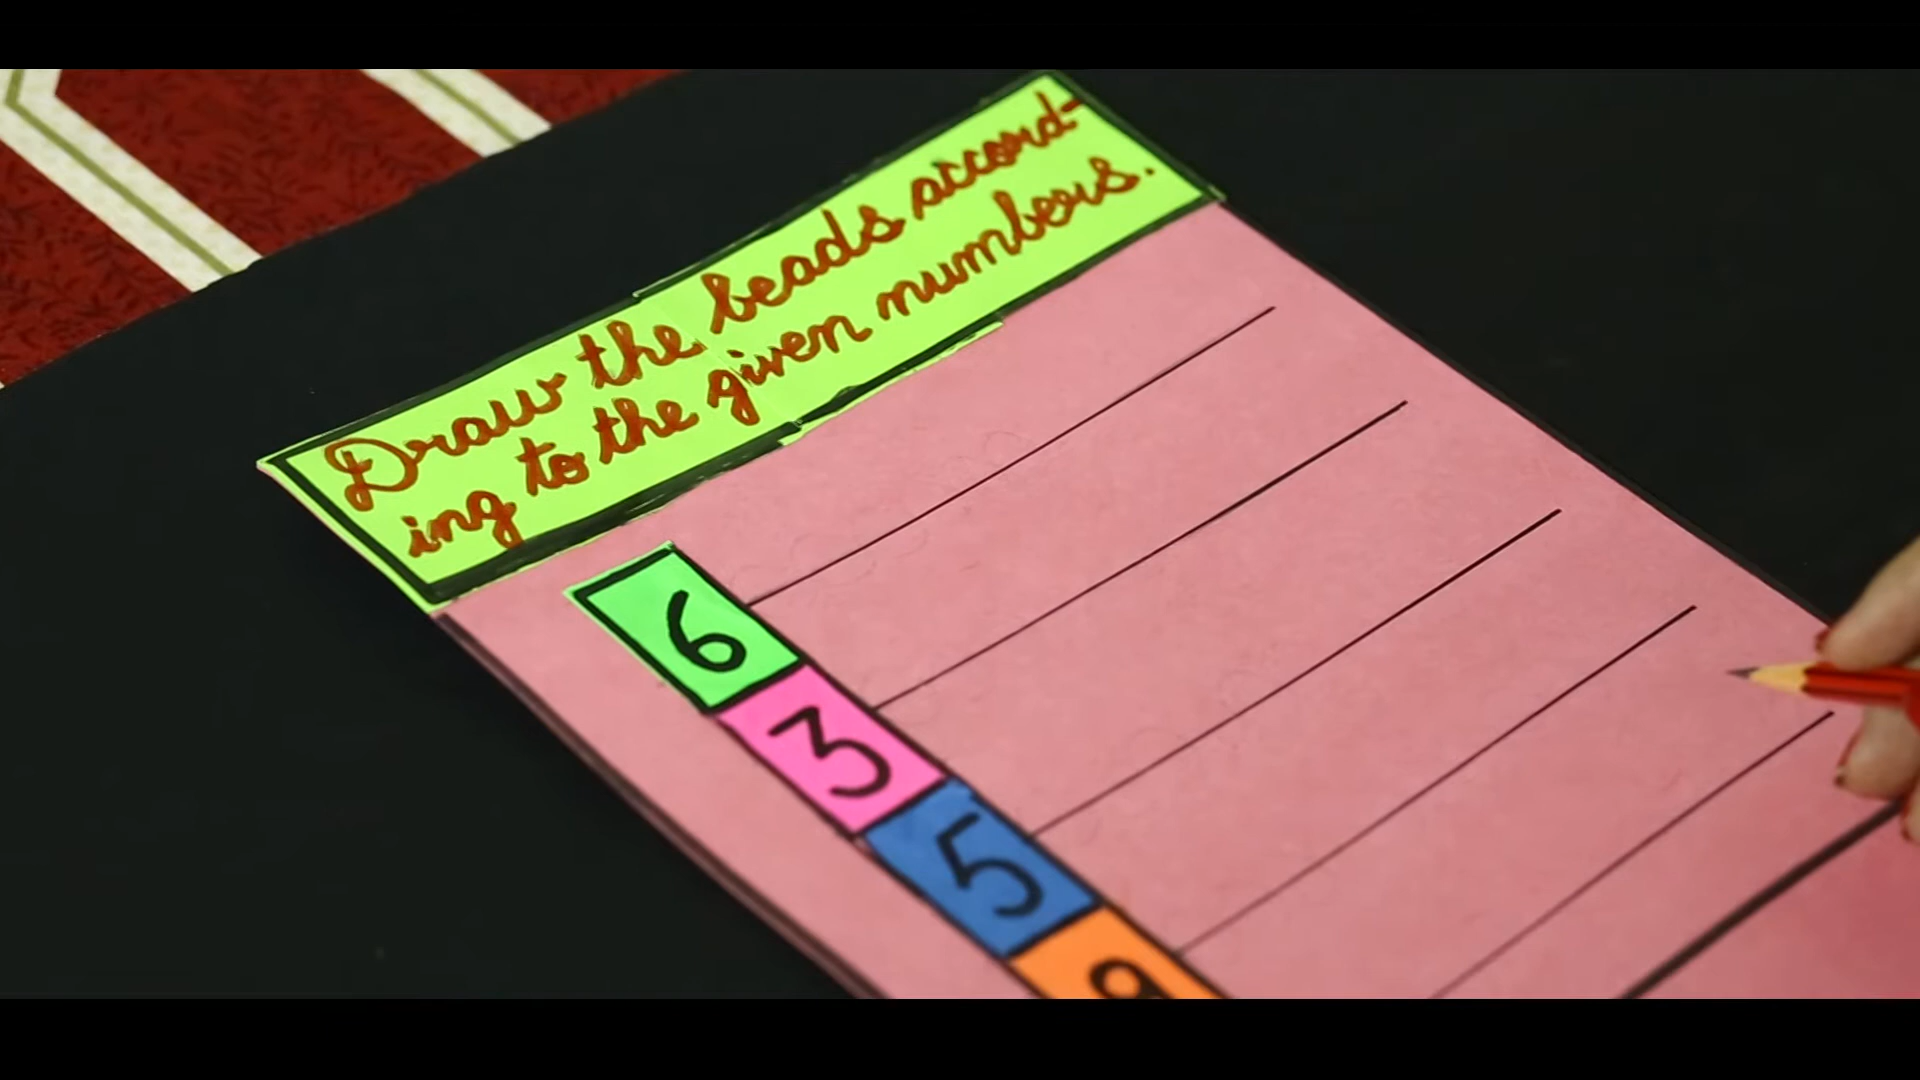 Draw the beads accord-
ing to the given numbers.
6
3
5